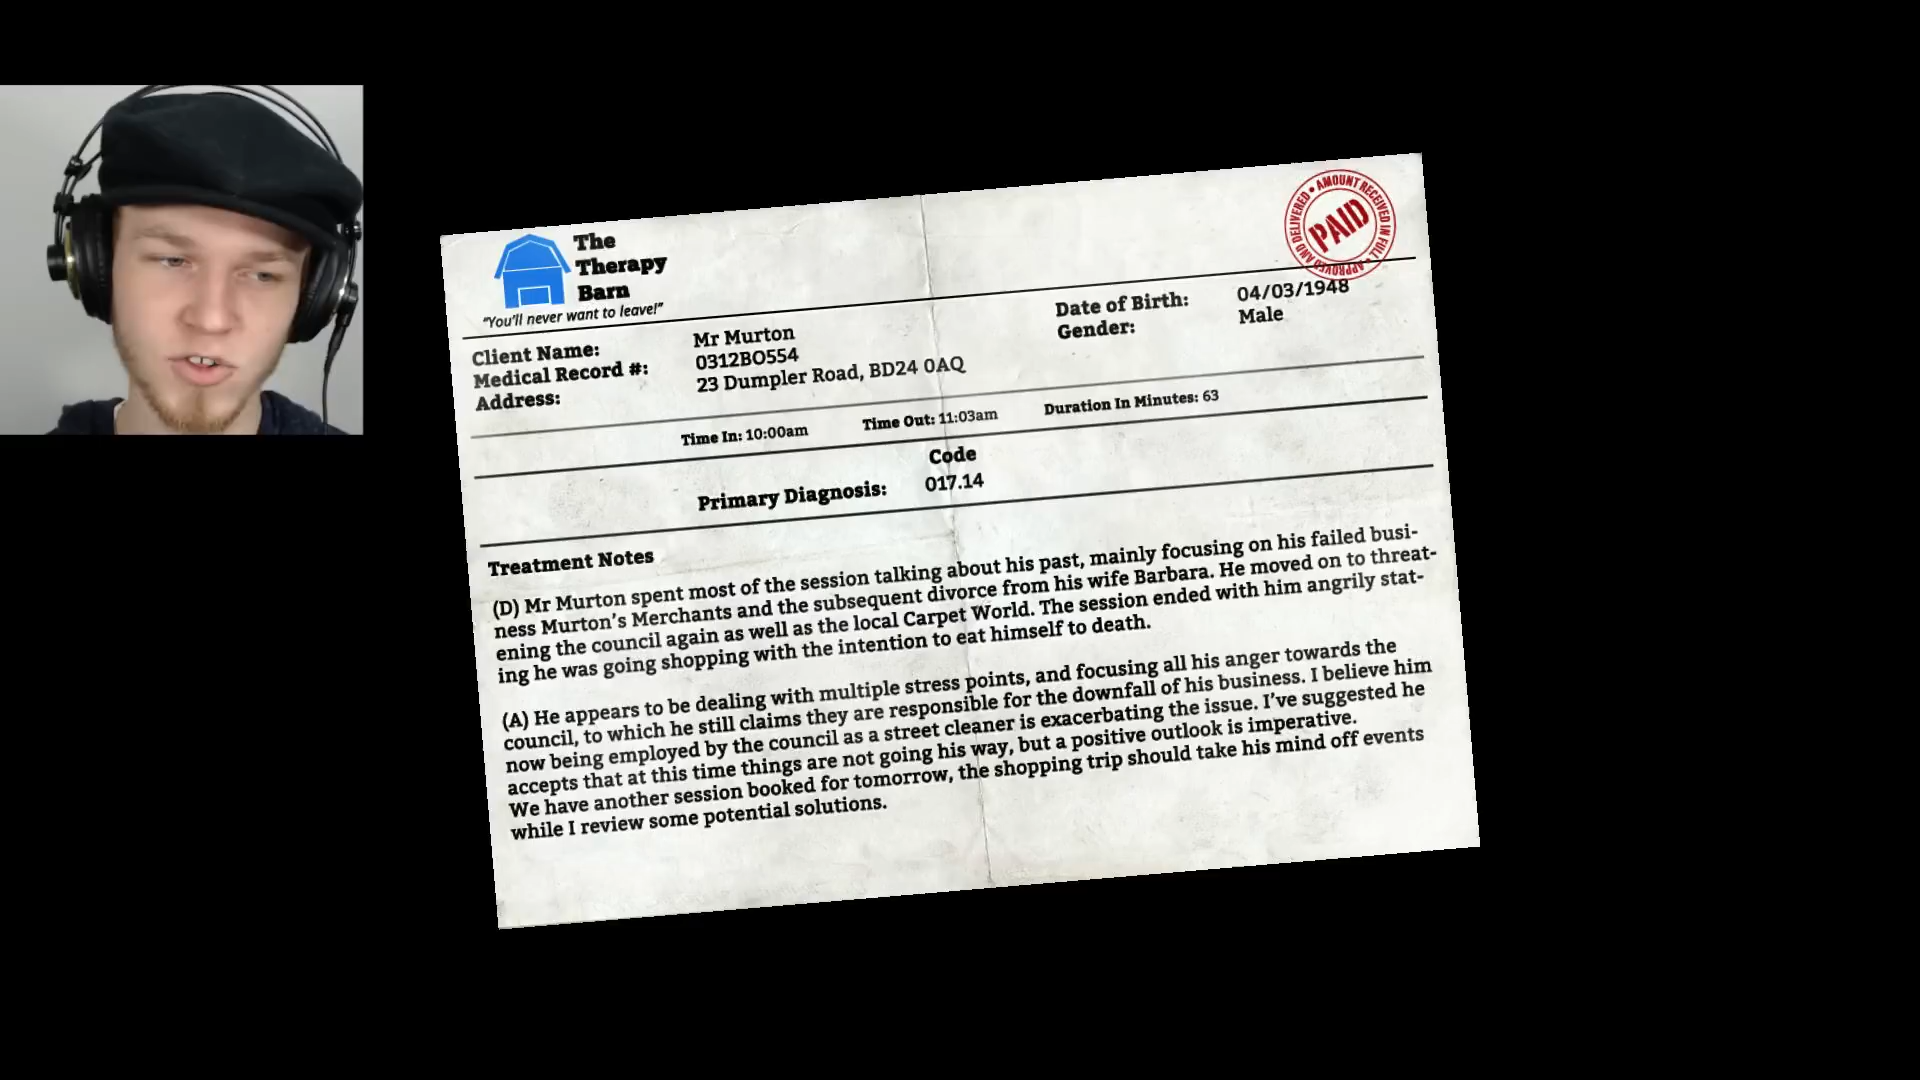 The
Therapy
Barn
"You'll never want to leave!"
AMOUNT RECEIVED IN FULL • APPROVED AND DELIVERED •
PAID
Client Name: Mr Murton
Medical Record #: 0312BO554
Address: 23 Dumpler Road, BD24 0AQ
Date of Birth: 04/03/1948
Gender: Male
Time In: 10:00am Time Out: 11:03am Duration In Minutes: 63
Code
Primary Diagnosis: 017.14
Treatment Notes
(D) Mr Murton spent most of the session talking about his past, mainly focusing on his failed busi-
ness Murton's Merchants and the subsequent divorce from his wife Barbara. He moved on to threat-
ening the council again as well as the local Carpet World. The session ended with him angrily stat-
ing he was going shopping with the intention to eat himself to death.
(A) He appears to be dealing with multiple stress points, and focusing all his anger towards the
council, to which he still claims they are responsible for the downfall of his business. I believe him
now being employed by the council as a street cleaner is exacerbating the issue. I've suggested he
accepts that at this time things are not going his way, but a positive outlook is imperative.
We have another session booked for tomorrow, the shopping trip should take his mind off events
while I review some potential solutions.